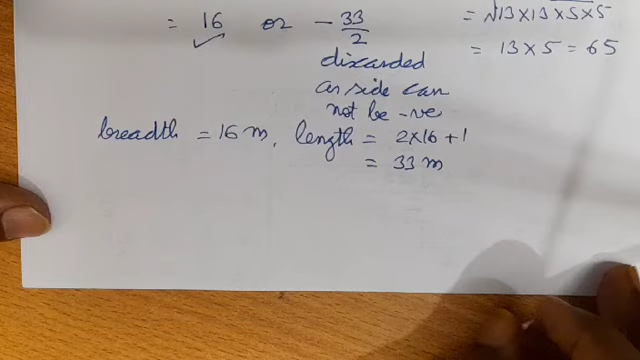 = 16 or - 33/2
discarded
as side can
not be -ve
= √13×13×5×5
= 13×5 = 65
breadth = 16 m, length = 2×16+1
= 33 m